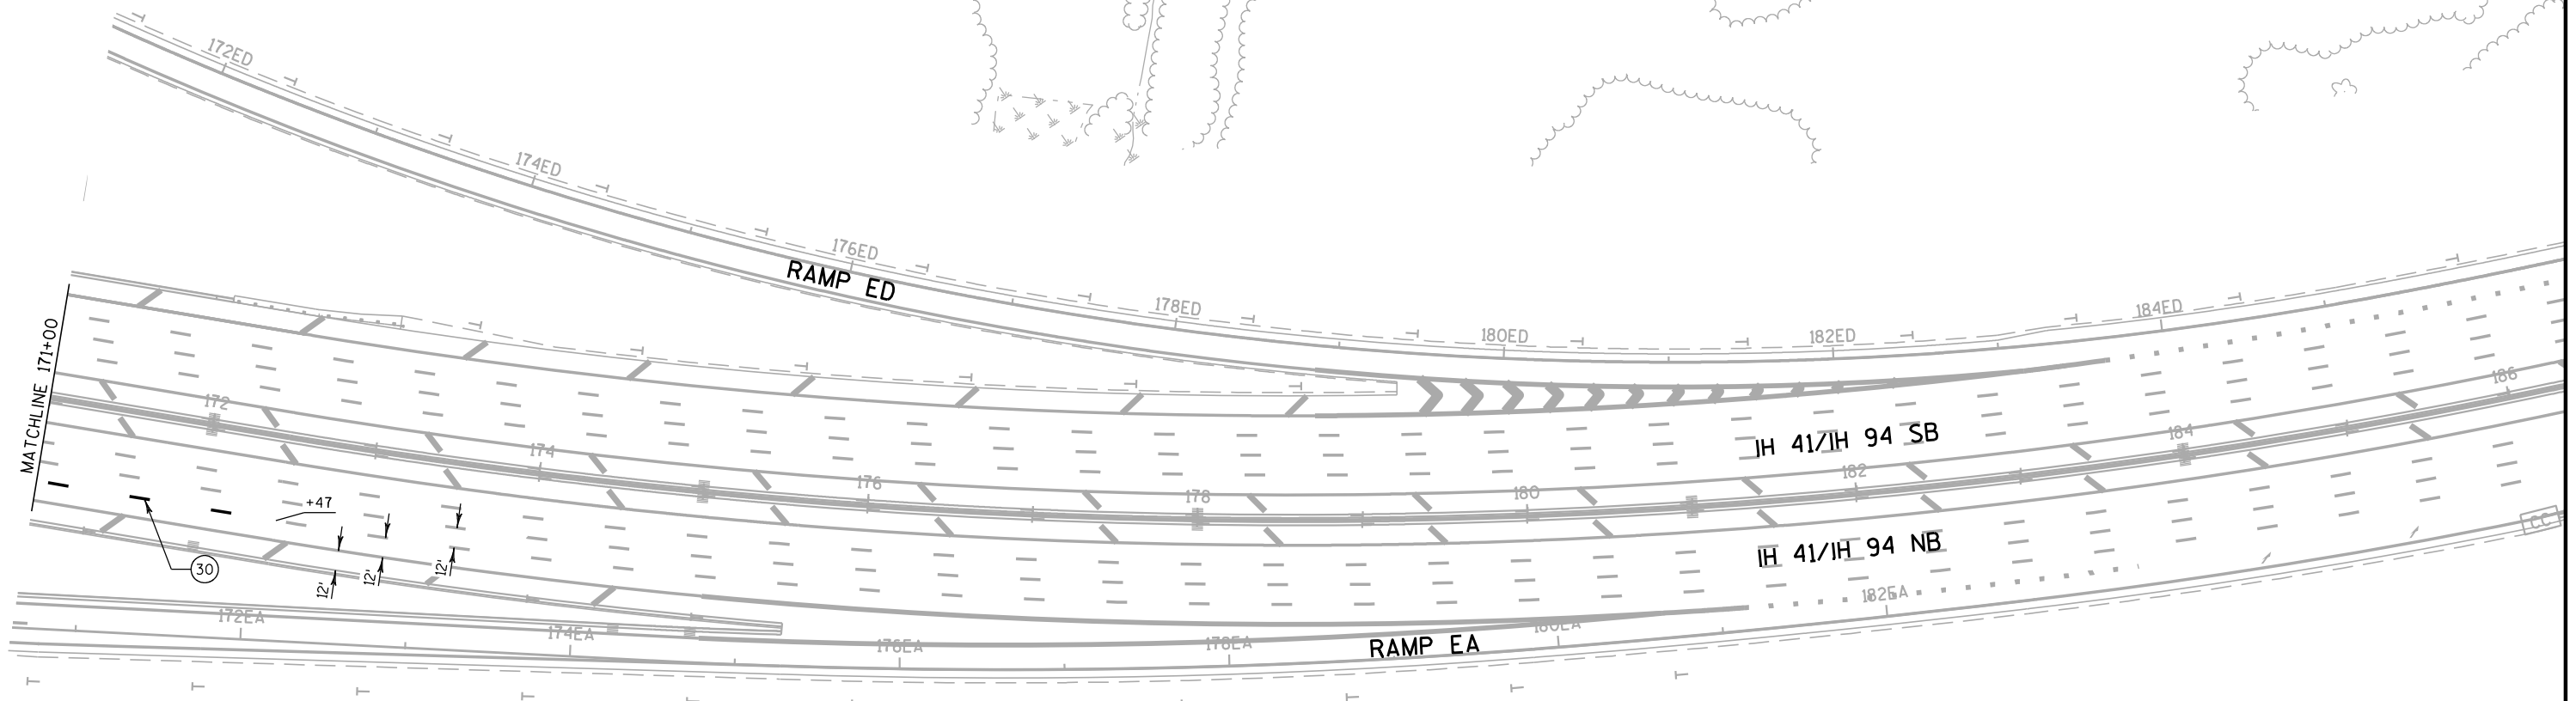 172ED
174ED
176ED
RAMP ED
178ED
180ED
182ED
184ED
MATCHLINE 171+00
172
174
176
178
180
182
184
186
IH 41/IH 94 SB
IH 41/IH 94 NB
+47
30
12'
12'
12'
CC
172EA
174EA
176EA
178EA
180EA
182EA
RAMP EA